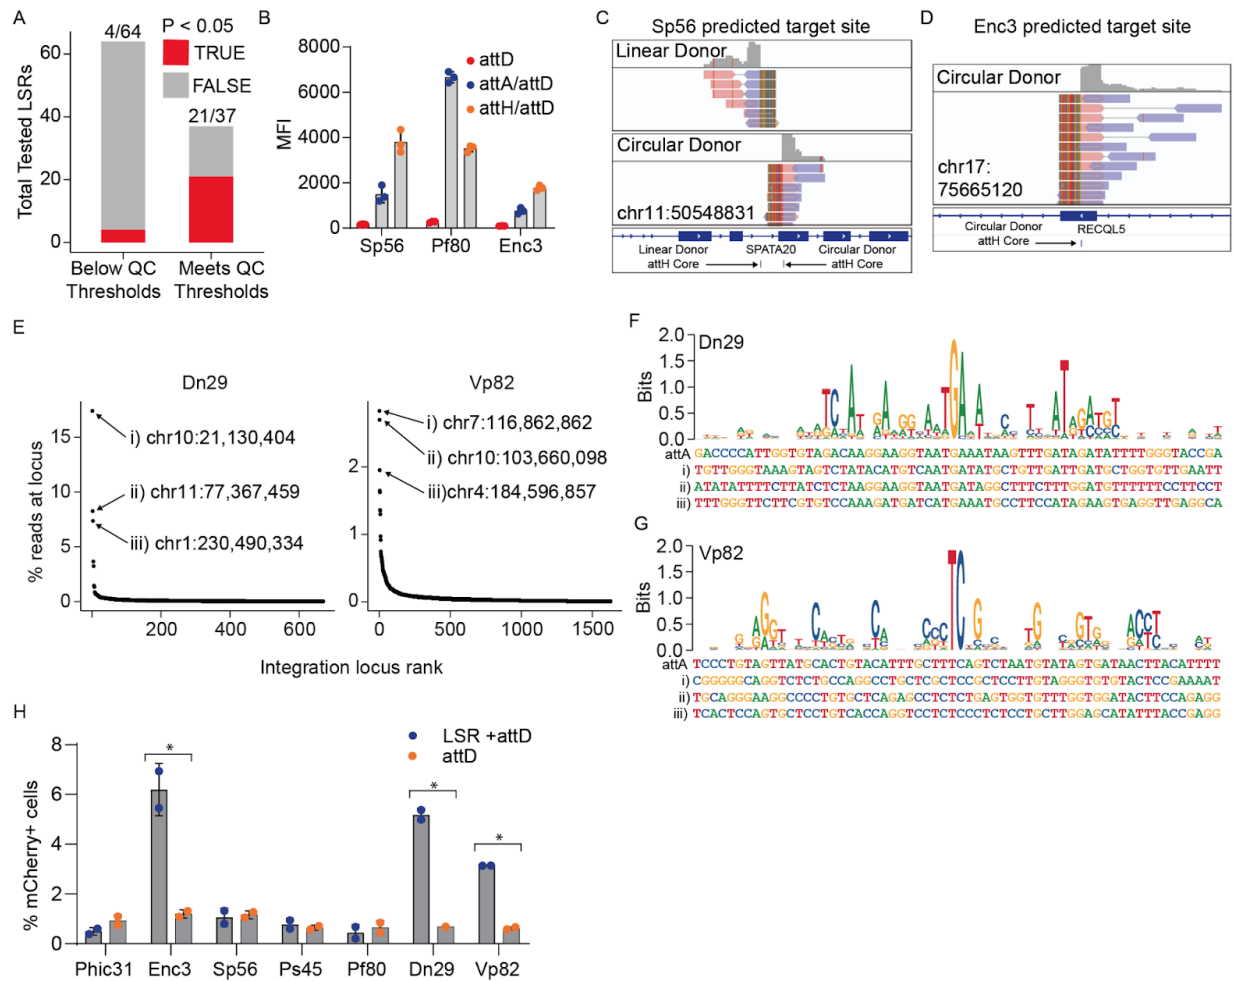 A
P < 0.05
4/64
TRUE
FALSE
21/37
60
40
20
0
Total Tested LSRs
Below QC
Thresholds
Meets QC
Thresholds
B
8000
6000
4000
2000
0
MFI
attD
attA/attD
attH/attD
Sp56
Pf80
Enc3
C
Sp56 predicted target site
Linear Donor
Circular Donor
chr11:50548831
Linear Donor
SPATA20
Circular Donor
attH Core
attH Core
D
Enc3 predicted target site
Circular Donor
chr17:
75665120
Circular Donor
RECQL5
attH Core
E
Dn29
15
10
5
0
% reads at locus
i) chr10:21,130,404
ii) chr11:77,367,459
iii) chr1:230,490,334
200
400
600
Vp82
2
1
0
i) chr7:116,862,862
ii) chr10:103,660,098
iii)chr4:184,596,857
0
500
1000
1500
Integration locus rank
F
Dn29
2.0
1.5
1.0
0.5
0.0
Bits
attA GACCCCATTGGTGTAGACAAGGAAGGTAATGAAATAAGTTTGATAGATATTTTGGGTACCGA
i) TGTTGGGTAAAGTAGTCTATACATGTCAATGATATGCTGTTGATTGATGCTGTGTTGAATT
ii) ATATATTTTCTTATCTCTAAGGAAGGTAATGATAGGCTTTCTTTGGATGTTTTTTCCTTCCT
iii) TTTGGGTTCTTCGTGTCCAAAGATGATCATGAAATGCCTTCCATAGAAGTGAGGTTGAGGCA
G
Vp82
2.0
1.5
1.0
0.5
0.0
Bits
attA TCCCTGTAGTTATGCACTGTACATTTGCTTTCAGTCTAATGTATAGTGATAACTTACATTTT
i) CGGGGGCAGGTCTCTGCCAGGCCTGCTCGCTCCGCTCCTTGTAGGGTGTGTACTCCGAAAAT
ii) TGCAGGGAAGGCCCCTGTGCTCAGAGCCTCTCTGAGTGGTGTTTGGTGGATACTTCCAGAGG
iii) TCACTCCAGTGCTCCTGTCACCAGGTCCTCTCCCTCTCCTGCTTGGAGCATATTTACCGAGG
H
8
6
4
2
0
% mCherry+ cells
LSR +attD
attD
*
*
*
Phic31
Enc3
Sp56
Ps45
Pf80
Dn29
Vp82